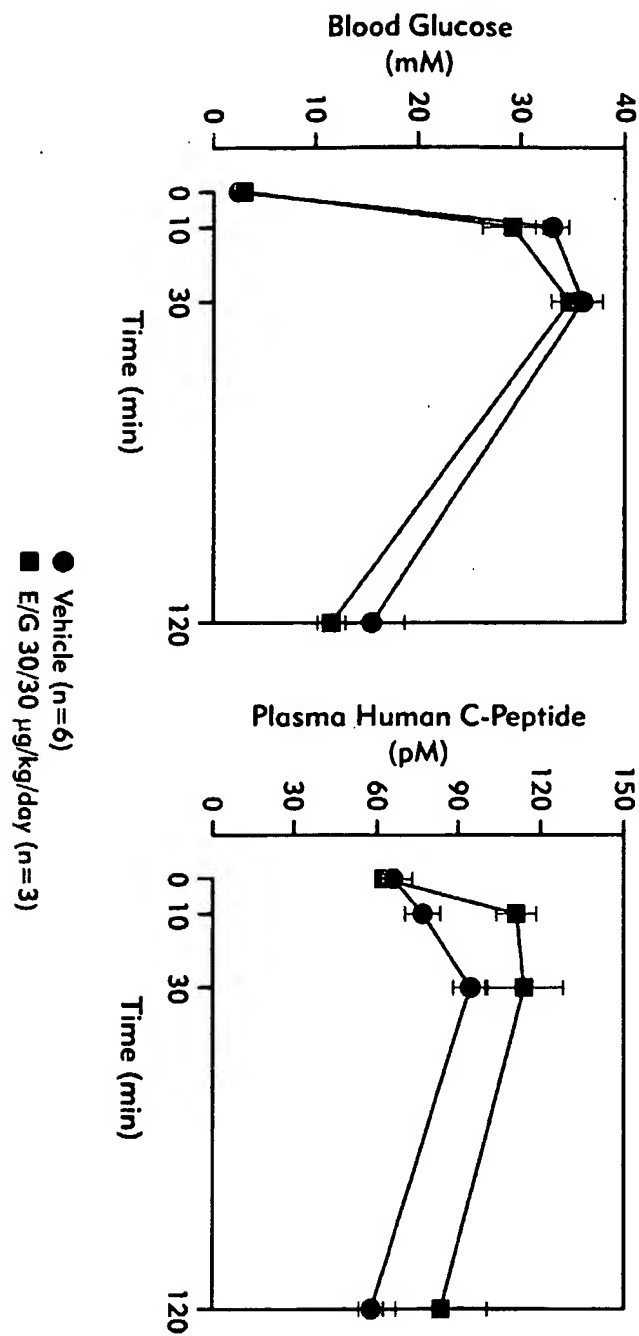 Blood Glucose
(mM)
40
30
20
10
0
0 10 30 120
Time (min)
Plasma Human C-Peptide
(pM)
150
120
90
60
30
0
0 10 30 120
Time (min)
● Vehicle (n=6)
■ E/G 30/30 μg/kg/day (n=3)